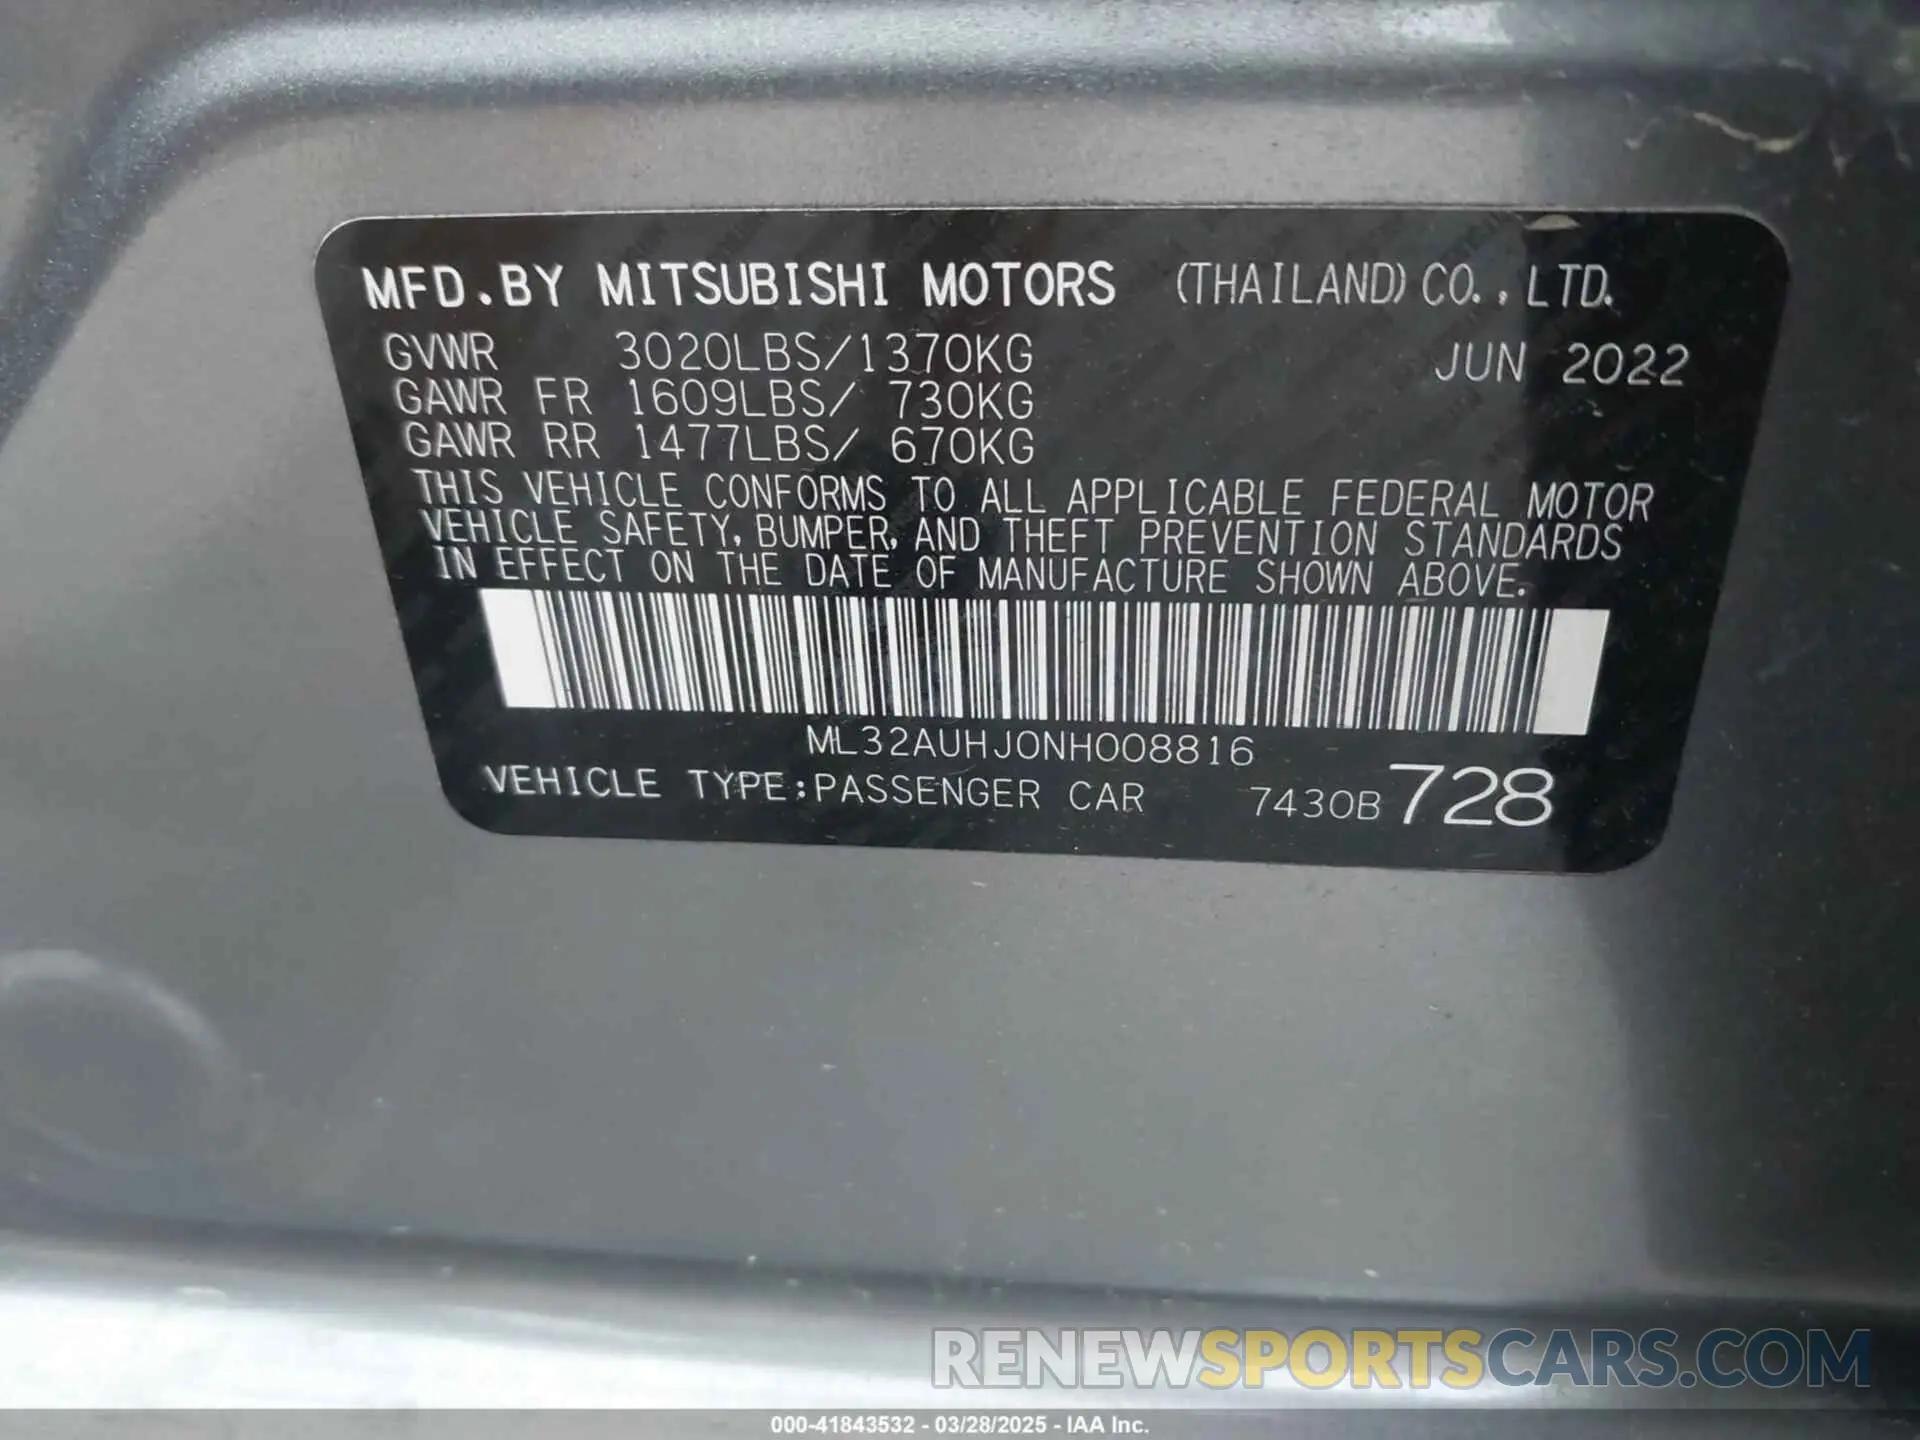 MFD.BY MITSUBISHI MOTORS (THAILAND) CO., LTD.
GVWR 3020LBS/1370KG JUN 2022
GAWR FR 1609LBS/ 730KG
GAWR RR 1477LBS/ 670KG
THIS VEHICLE CONFORMS TO ALL APPLICABLE FEDERAL MOTOR
VEHICLE SAFETY, BUMPER, AND THEFT PREVENTION STANDARDS
IN EFFECT ON THE DATE OF MANUFACTURE SHOWN ABOVE.
ML32AUHJ0NH008816
VEHICLE TYPE:PASSENGER CAR 7430B 728
RENEWSPORTSCARS.COM
000-41843532 - 03/28/2025 - IAA Inc.